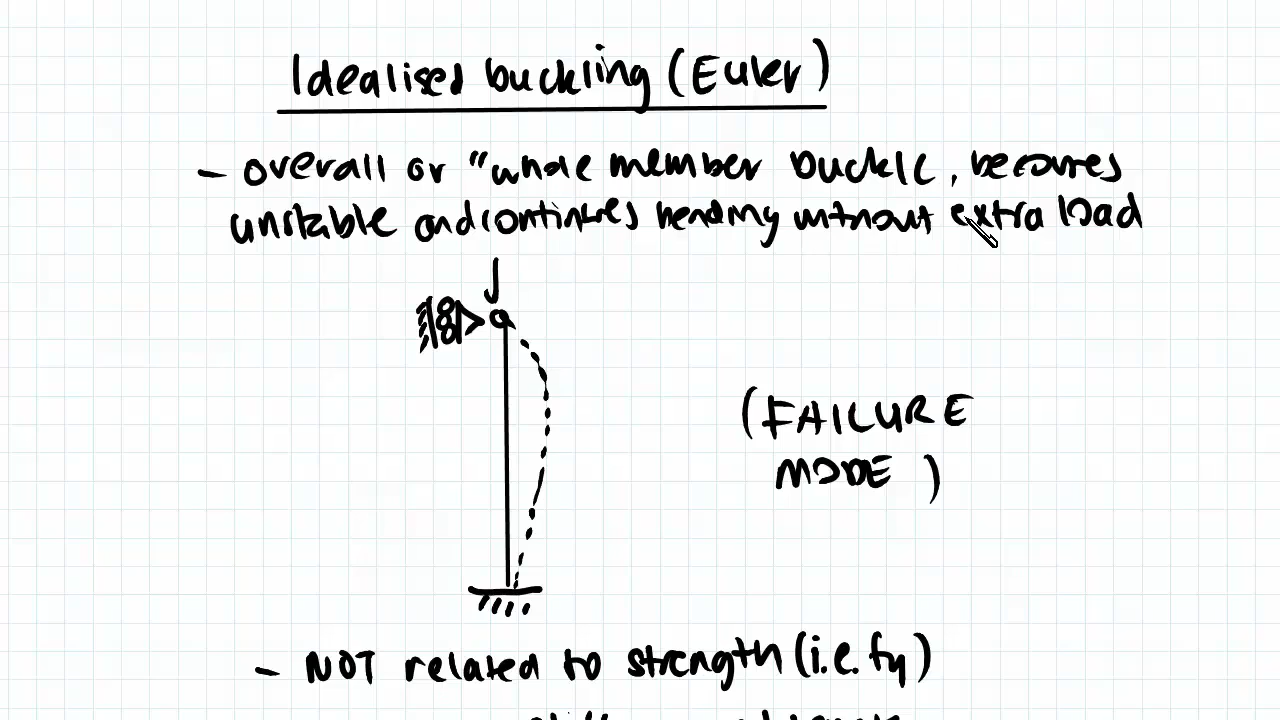 Idealised buckling (Euler)
- overall or "whole member buckle, becomes
unstable and continues bending without extra load
(FAILURE
MODE)
- NOT related to strength (i.e. fy)